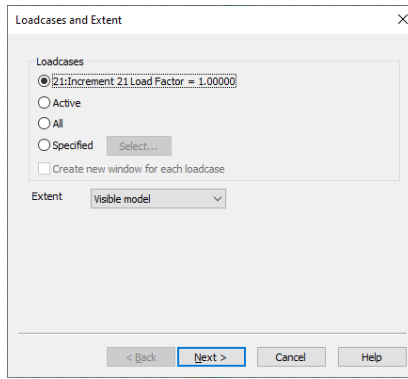 Loadcases and Extent
Loadcases
21:Increment 21 Load Factor = 1.00000
Active
All
Specified Select...
Create new window for each loadcase
Extent Visible model
< Back Next > Cancel Help